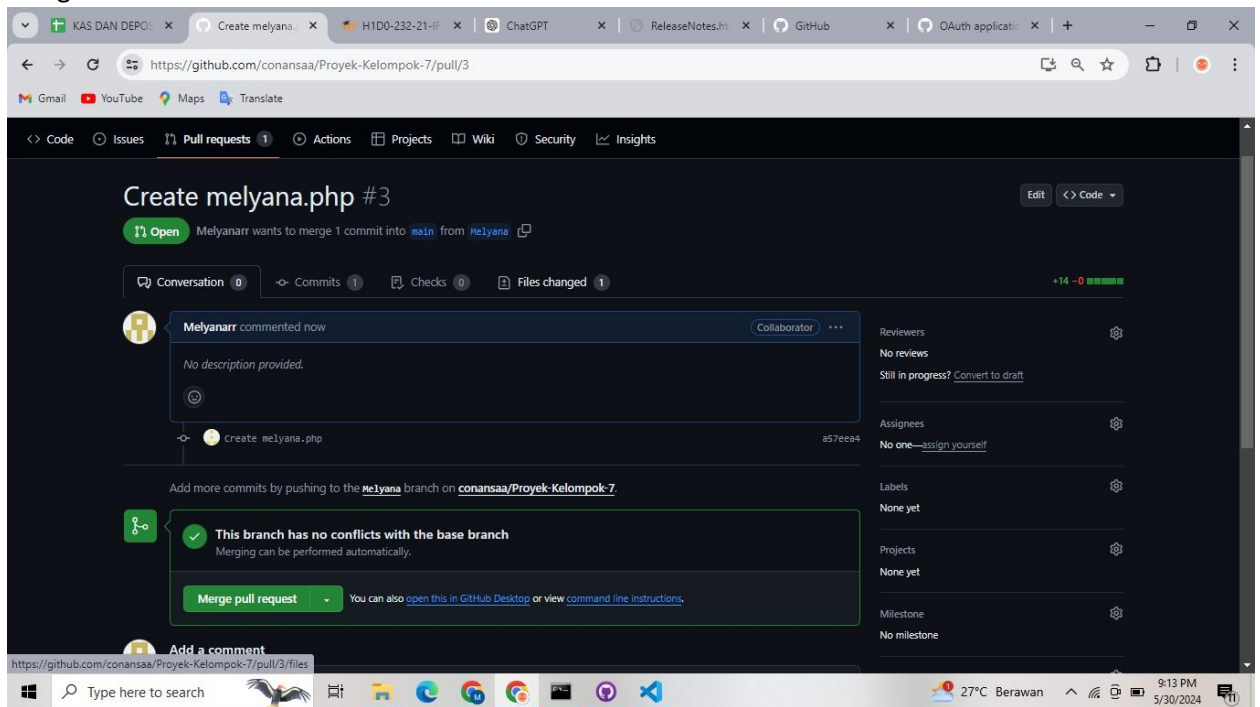 KAS DAN DEPOS
Create melyana.
H1D0-232-21-IF
ChatGPT
ReleaseNotes.ht
GitHub
OAuth applicatio
https://github.com/conansaa/Proyek-Kelompok-7/pull/3
Gmail YouTube Maps Translate
Code Issues Pull requests 1 Actions Projects Wiki Security Insights
Create melyana.php #3
Edit <> Code
Open Melyanarr wants to merge 1 commit into main from Melyana
Conversation 0 Commits 1 Checks 0 Files changed 1 +14 −0
Melyanarr commented now Collaborator ...
No description provided.
Create melyana.php a57eea4
Add more commits by pushing to the Melyana branch on conansaa/Proyek-Kelompok-7.
This branch has no conflicts with the base branch
Merging can be performed automatically.
Merge pull request You can also open this in GitHub Desktop or view command line instructions.
Add a comment
Reviewers
No reviews
Still in progress? Convert to draft
Assignees
No one—assign yourself
Labels
None yet
Projects
None yet
Milestone
No milestone
https://github.com/conansaa/Proyek-Kelompok-7/pull/3/files
Type here to search
27°C Berawan
9:13 PM
5/30/2024